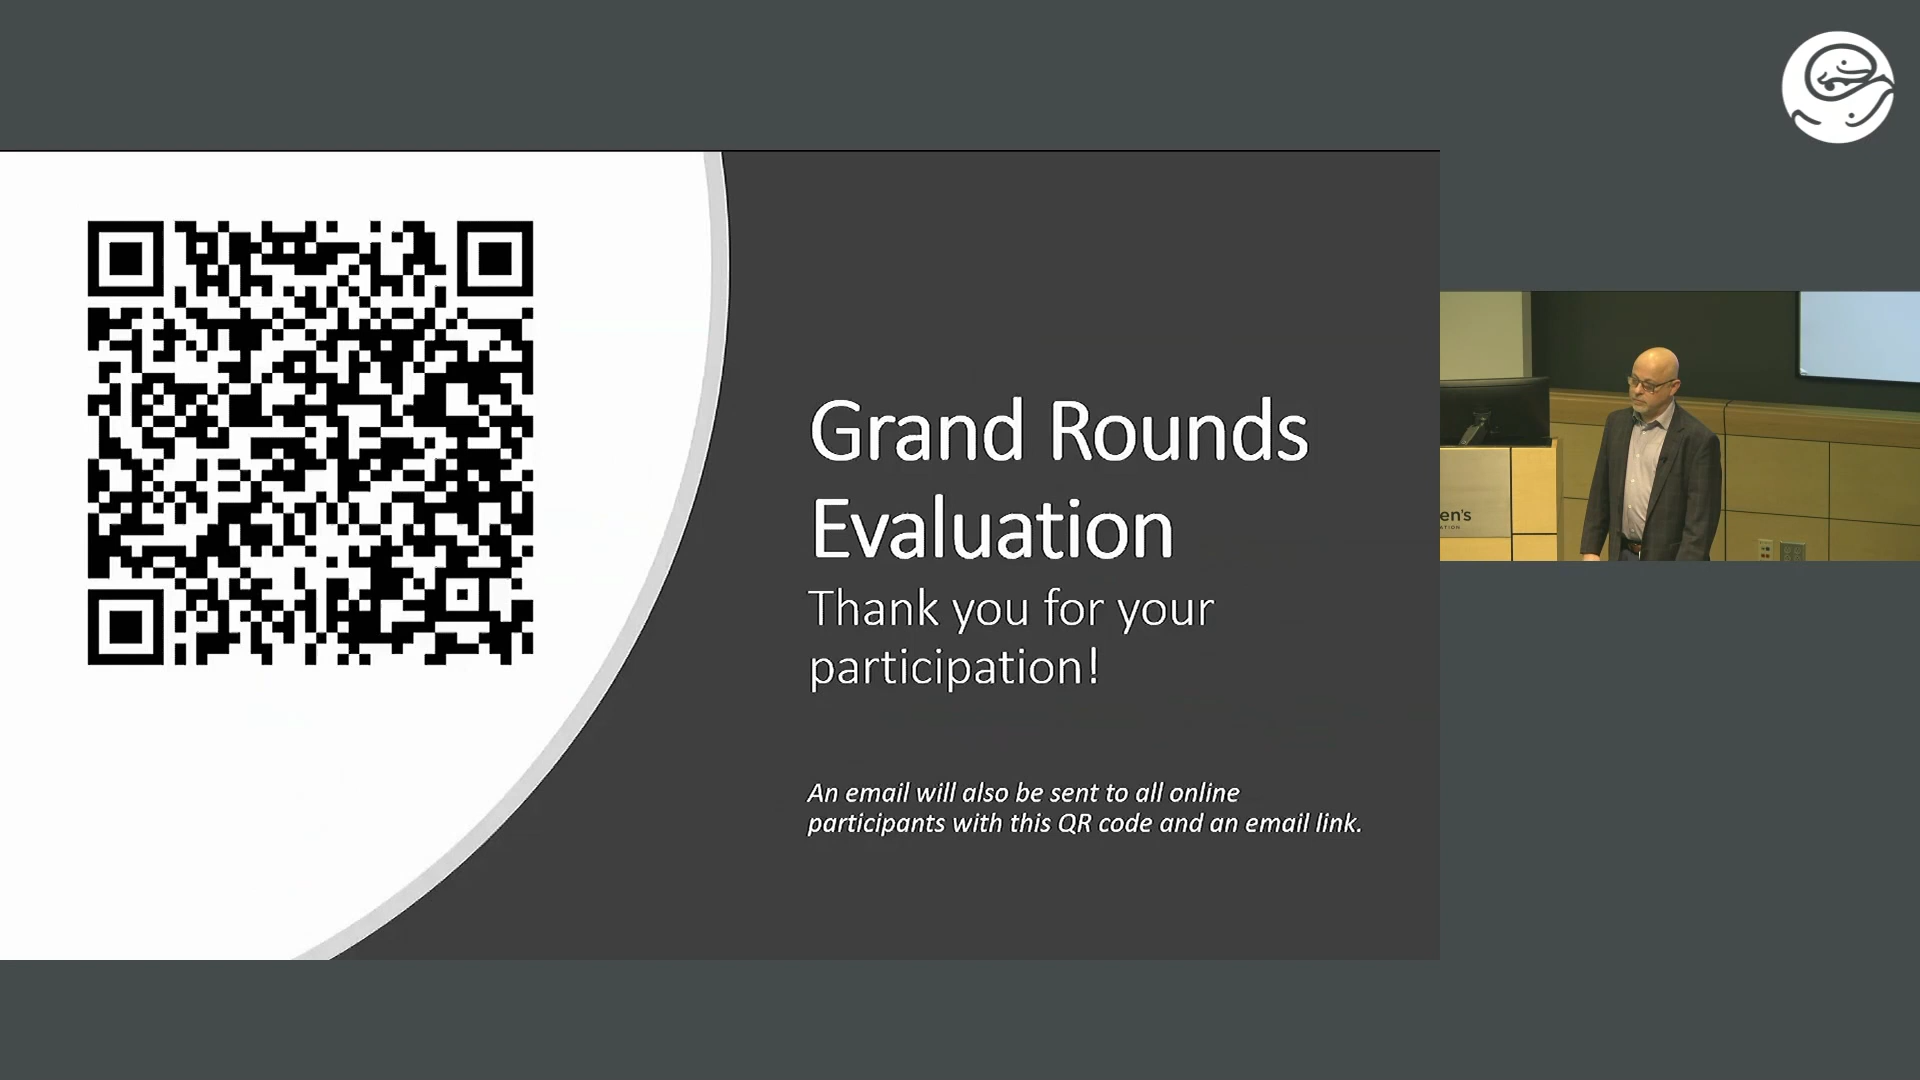 Grand Rounds
Evaluation
Thank you for your
participation!
An email will also be sent to all online
participants with this QR code and an email link.
en's